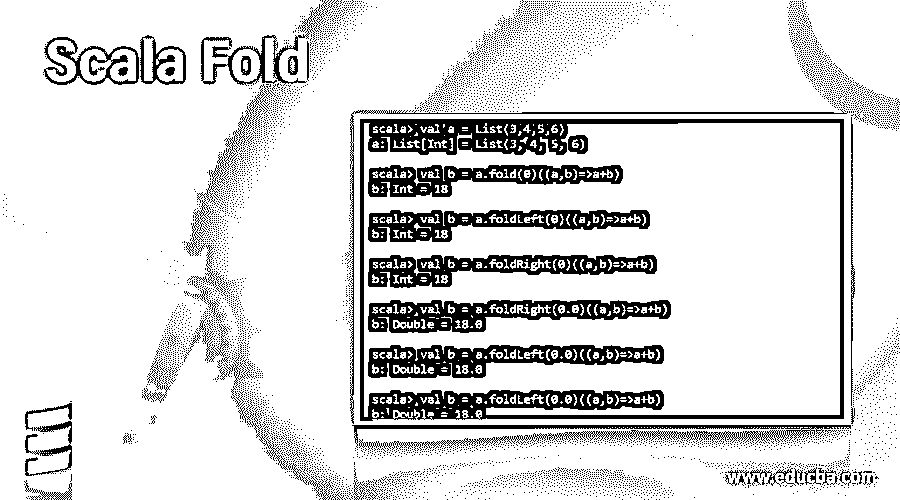 Scala Fold
scala> val a = List(3,4,5,6)
a: List[Int] = List(3, 4, 5, 6)
scala> val b = a.fold(0)((a,b)=>a+b)
b: Int = 18
scala> val b = a.foldLeft(0)((a,b)=>a+b)
b: Int = 18
scala> val b = a.foldRight(0)((a,b)=>a+b)
b: Int = 18
scala> val b = a.foldRight(0.0)((a,b)=>a+b)
b: Double = 18.0
scala> val b = a.foldLeft(0.0)((a,b)=>a+b)
b: Double = 18.0
scala> val b = a.foldLeft(0.0)((a,b)=>a+b)
b: Double = 18.0
www.educba.com